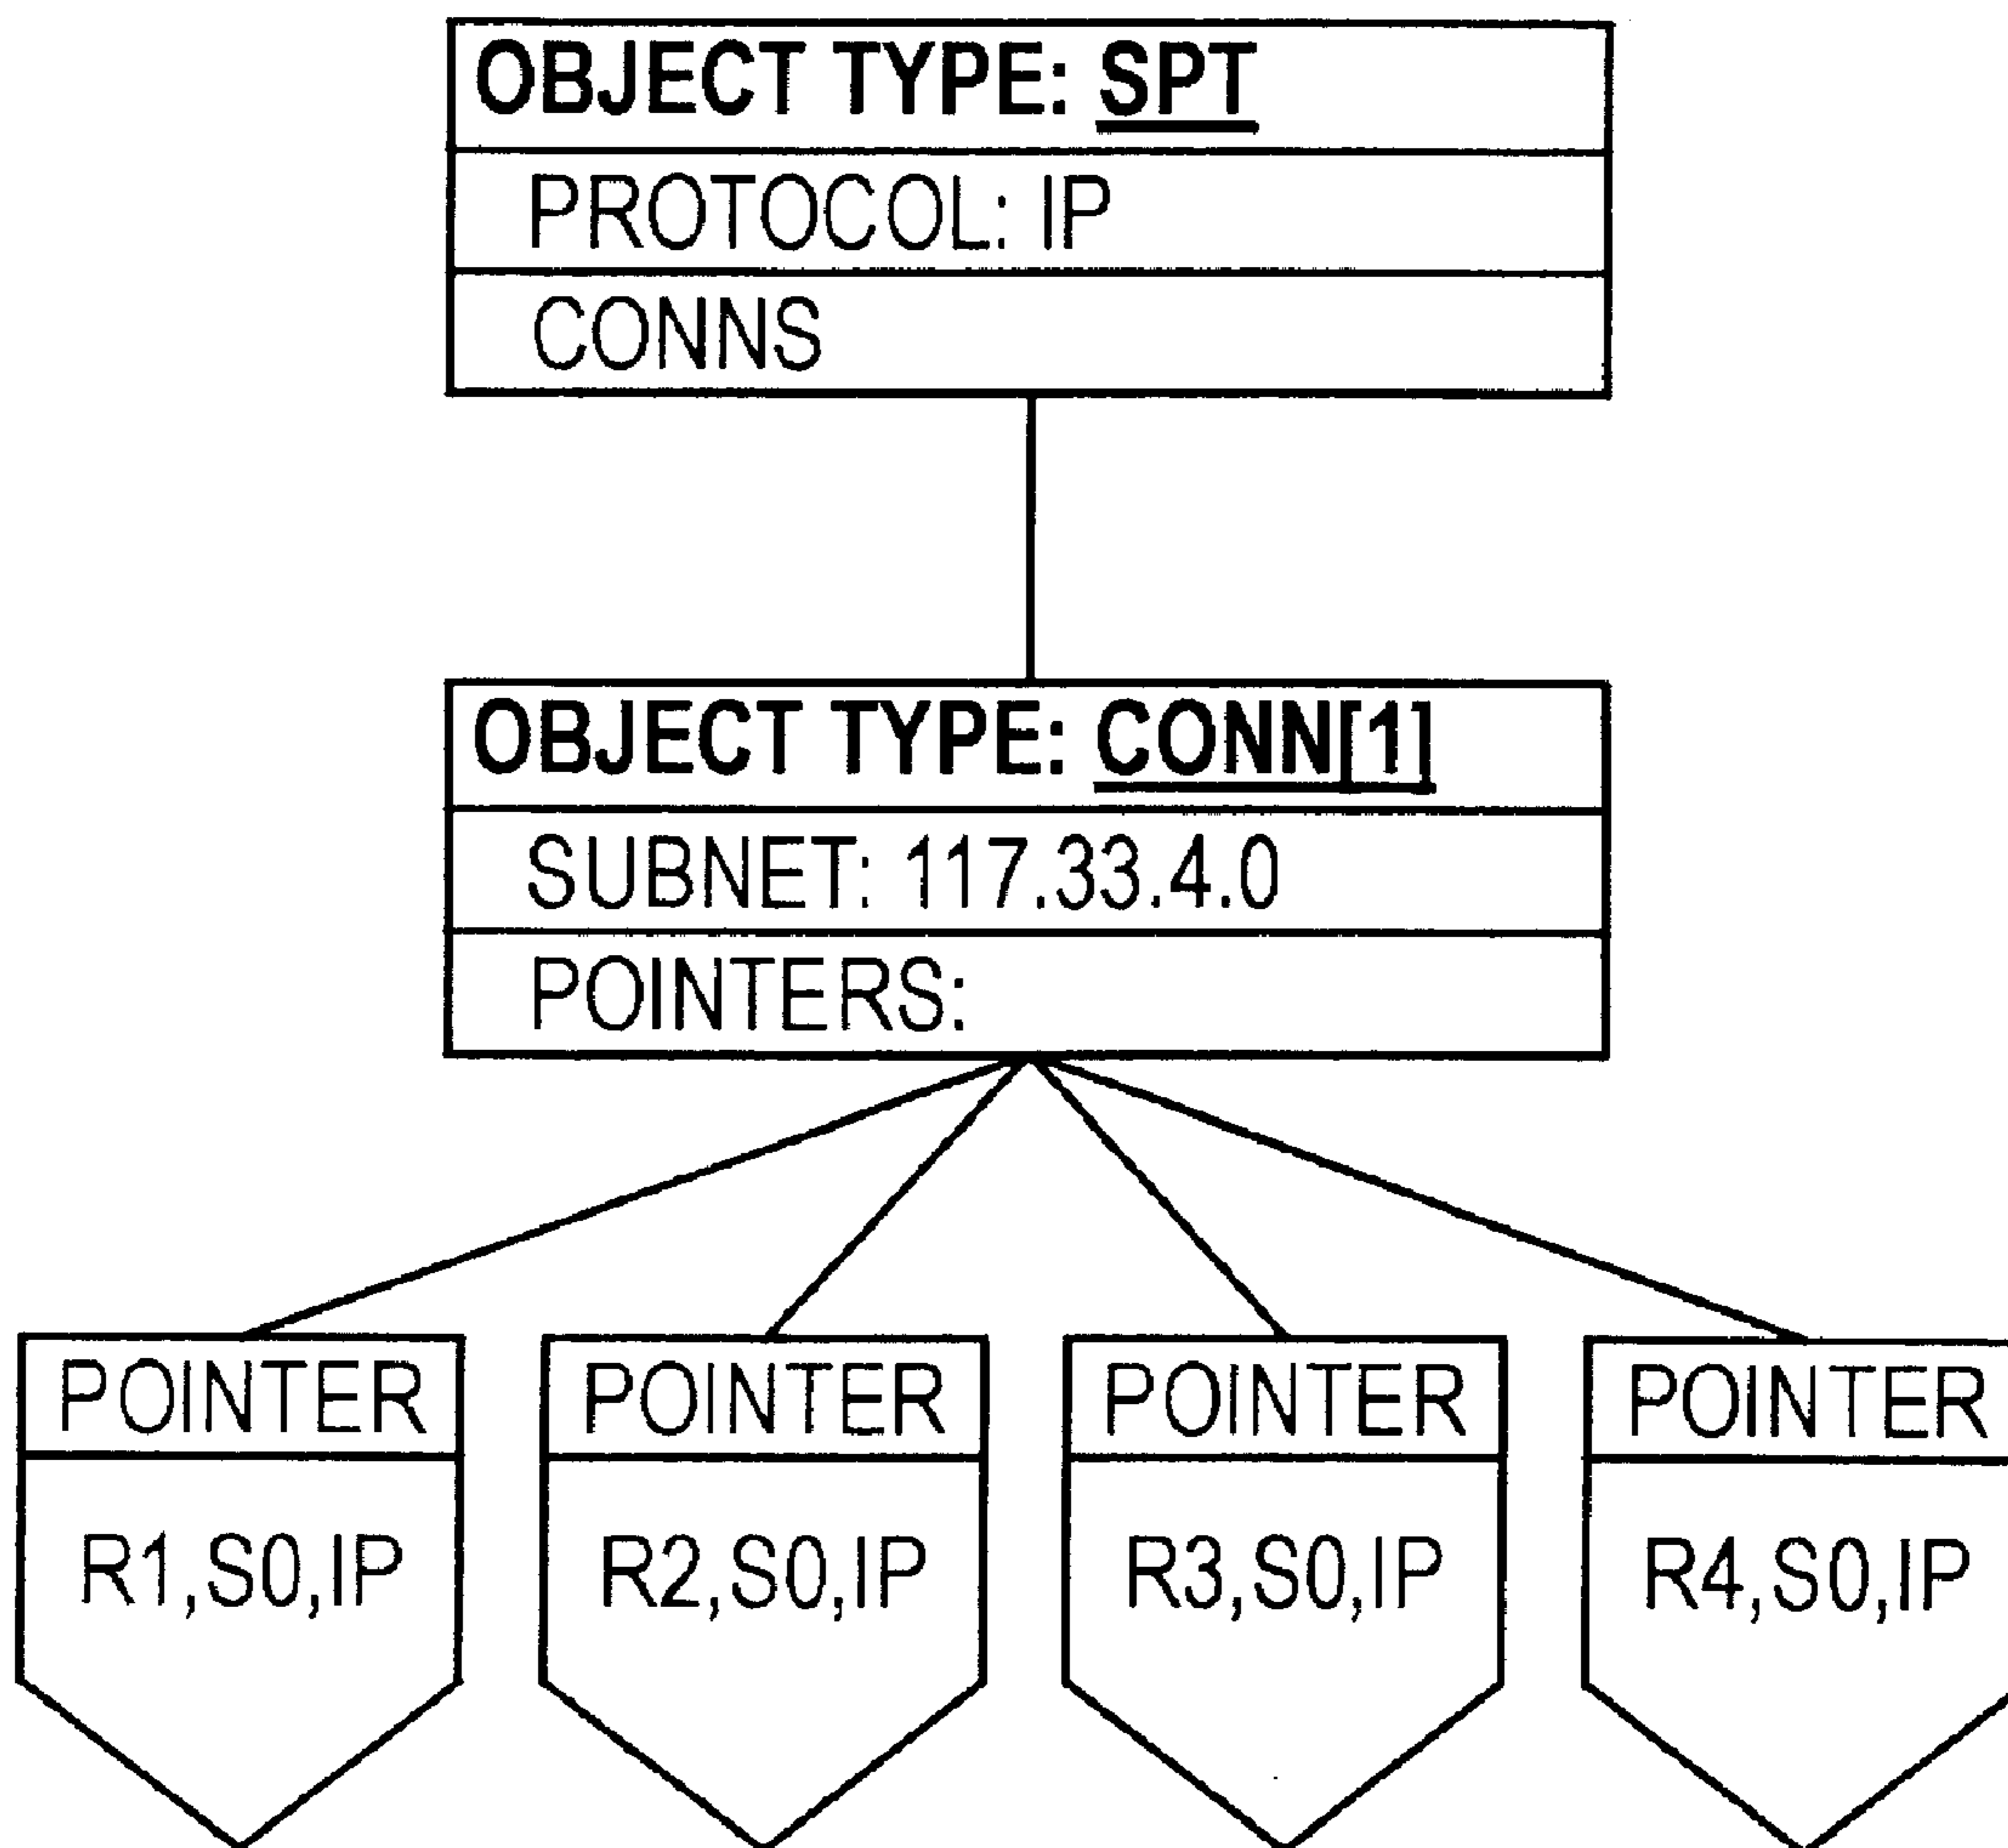 OBJECT TYPE: SPT
PROTOCOL: IP
CONNS
OBJECT TYPE: CONN[1]
SUBNET: 117.33.4.0
POINTERS:
POINTER
R1,S0,IP
POINTER
R2,S0,IP
POINTER
R3,S0,IP
POINTER
R4,S0,IP